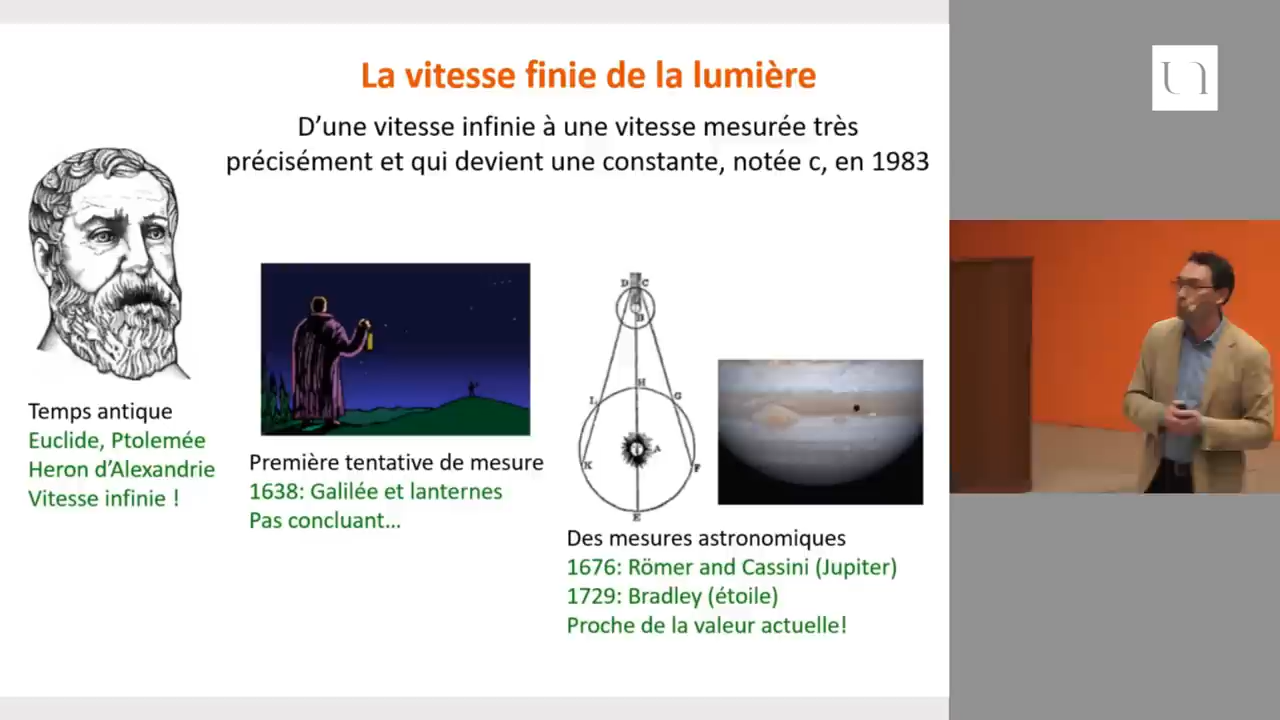 La vitesse finie de la lumière
D'une vitesse infinie à une vitesse mesurée très
précisément et qui devient une constante, notée c, en 1983
Temps antique
Euclide, Ptolemée
Heron d'Alexandrie
Vitesse infinie !
Première tentative de mesure
1638: Galilée et lanternes
Pas concluant…
D C
B
H
L G
A
K F
E
Des mesures astronomiques
1676: Römer and Cassini (Jupiter)
1729: Bradley (étoile)
Proche de la valeur actuelle!